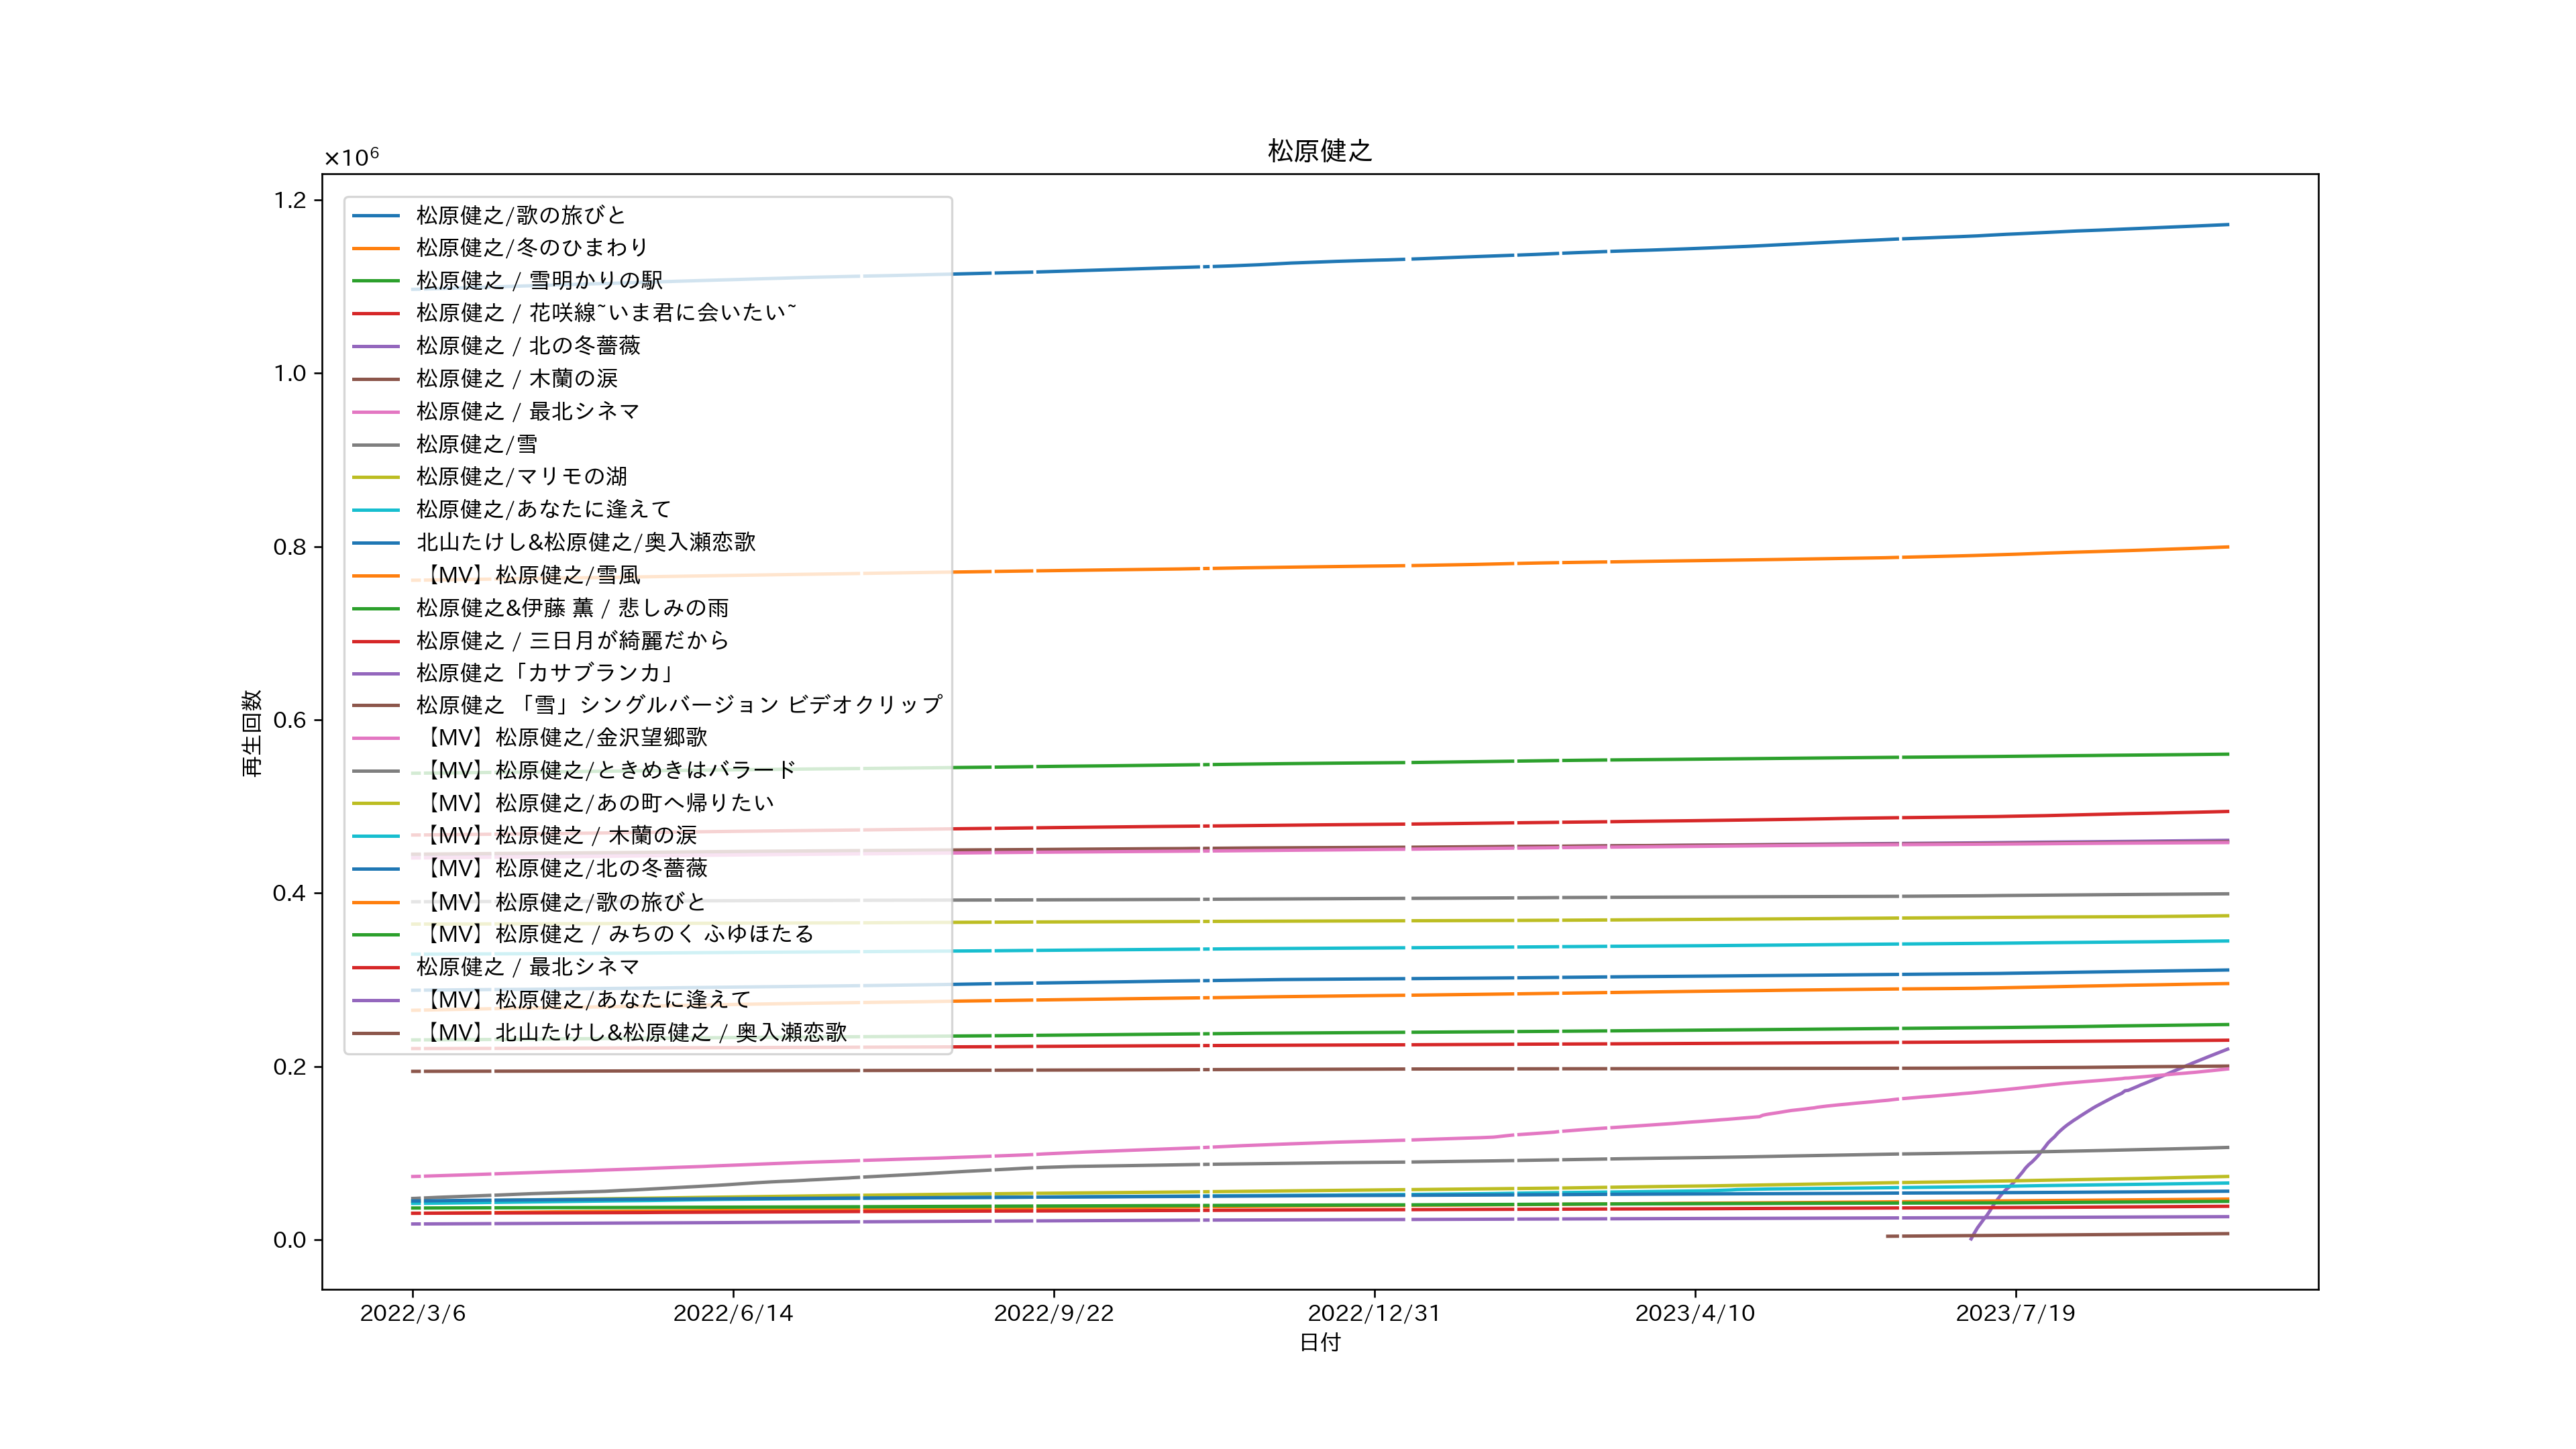 松原健之
×10⁶
1.2
1.0
0.8
0.6
0.4
0.2
0.0
再生回数
松原健之/歌の旅びと
松原健之/冬のひまわり
松原健之 / 雪明かりの駅
松原健之 / 花咲線~いま君に会いたい~
松原健之 / 北の冬薔薇
松原健之 / 木蘭の涙
松原健之 / 最北シネマ
松原健之/雪
松原健之/マリモの湖
松原健之/あなたに逢えて
北山たけし&松原健之/奥入瀬恋歌
【MV】松原健之/雪風
松原健之&伊藤 薫 / 悲しみの雨
松原健之 / 三日月が綺麗だから
松原健之「カサブランカ」
松原健之 「雪」シングルバージョン ビデオクリップ
【MV】松原健之/金沢望郷歌
【MV】松原健之/ときめきはバラード
【MV】松原健之/あの町へ帰りたい
【MV】松原健之 / 木蘭の涙
【MV】松原健之/北の冬薔薇
【MV】松原健之/歌の旅びと
【MV】松原健之 / みちのく ふゆほたる
松原健之 / 最北シネマ
【MV】松原健之/あなたに逢えて
【MV】北山たけし&松原健之 / 奥入瀬恋歌
2022/3/6
2022/6/14
2022/9/22
2022/12/31
2023/4/10
2023/7/19
日付